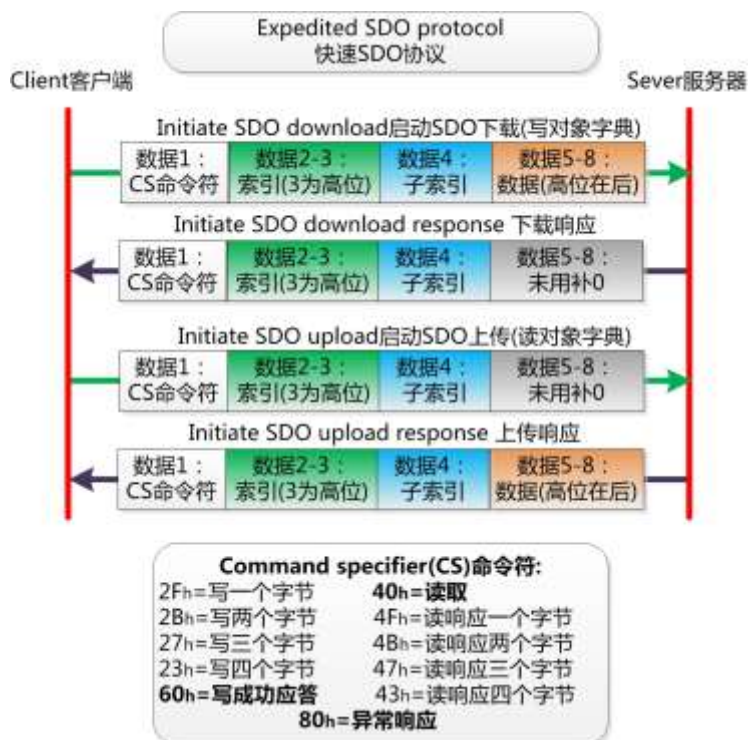 Expedited SDO protocol
快速SDO协议
Client客户端
Sever服务器
Initiate SDO download启动SDO下载(写对象字典)
数据1： 数据2-3： 数据4： 数据5-8：
CS命令符 索引(3为高位) 子索引 数据(高位在后)
Initiate SDO download response 下载响应
数据1： 数据2-3： 数据4： 数据5-8：
CS命令符 索引(3为高位) 子索引 未用补0
Initiate SDO upload启动SDO上传(读对象字典)
数据1： 数据2-3： 数据4： 数据5-8：
CS命令符 索引(3为高位) 子索引 未用补0
Initiate SDO upload response 上传响应
数据1： 数据2-3： 数据4： 数据5-8：
CS命令符 索引(3为高位) 子索引 数据(高位在后)
Command specifier(CS)命令符:
2Fh=写一个字节 40h=读取
2Bh=写两个字节 4Fh=读响应一个字节
27h=写三个字节 4Bh=读响应两个字节
23h=写四个字节 47h=读响应三个字节
60h=写成功应答 43h=读响应四个字节
80h=异常响应